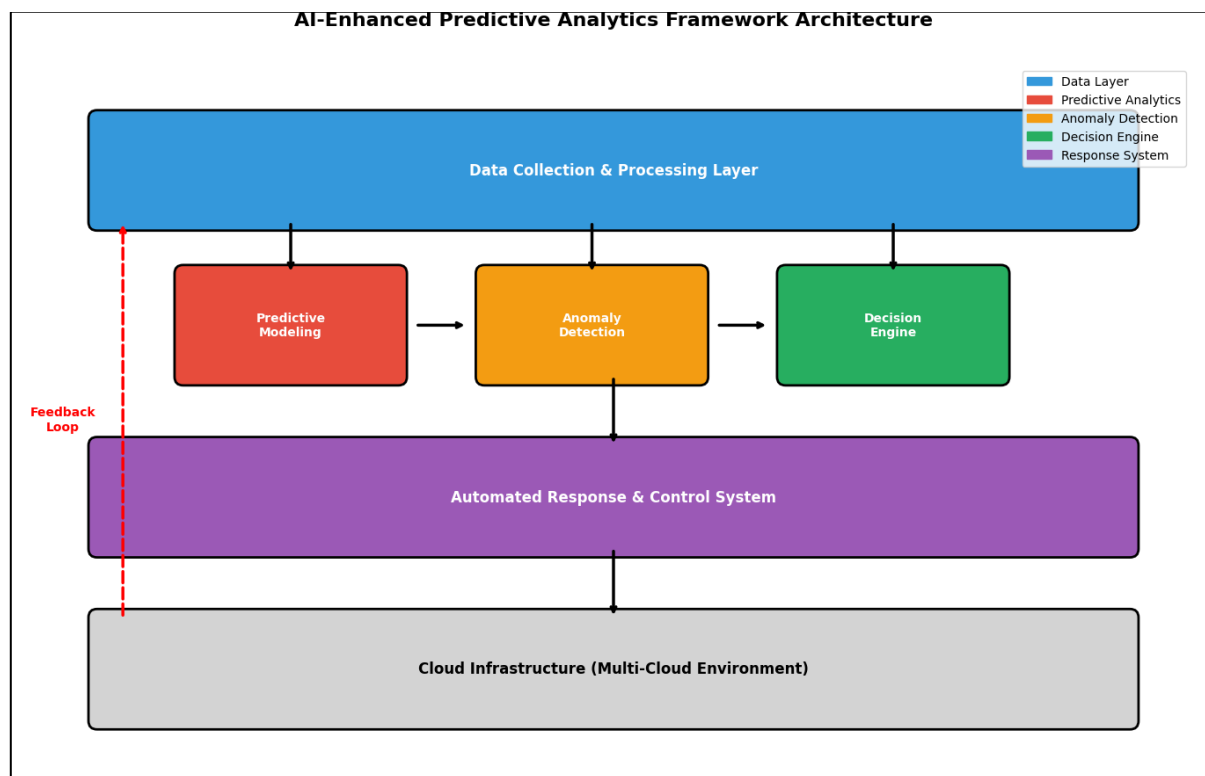 AI-Enhanced Predictive Analytics Framework Architecture
Data Layer
Predictive Analytics
Anomaly Detection
Decision Engine
Response System
Data Collection & Processing Layer
Predictive
Modeling
Anomaly
Detection
Decision
Engine
Feedback
Loop
Automated Response & Control System
Cloud Infrastructure (Multi-Cloud Environment)